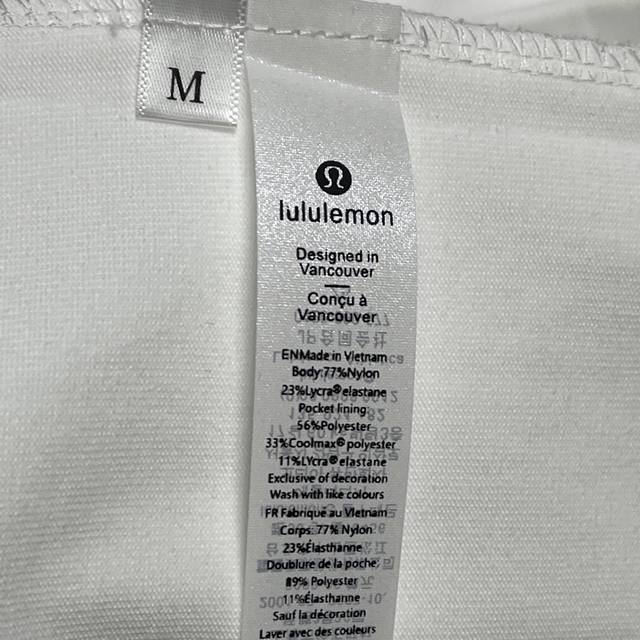 M
lululemon
Designed in
Vancouver
Conçu à
Vancouver
ENMade in Vietnam
Body:77%Nylon
23%Lycra®elastane
Pocket lining:
56%Polyester
33%Coolmax®polyester
11%LYcra®elastane
Exclusive of decoration
Wash with like colours
FR Fabriqué au VIetnam
Corps:77% Nylon
23%Élasthanne
Doublure de la poche:
89% Polyester
11%Élasthanne
Sauf la décoration
Laver avec des couleurs